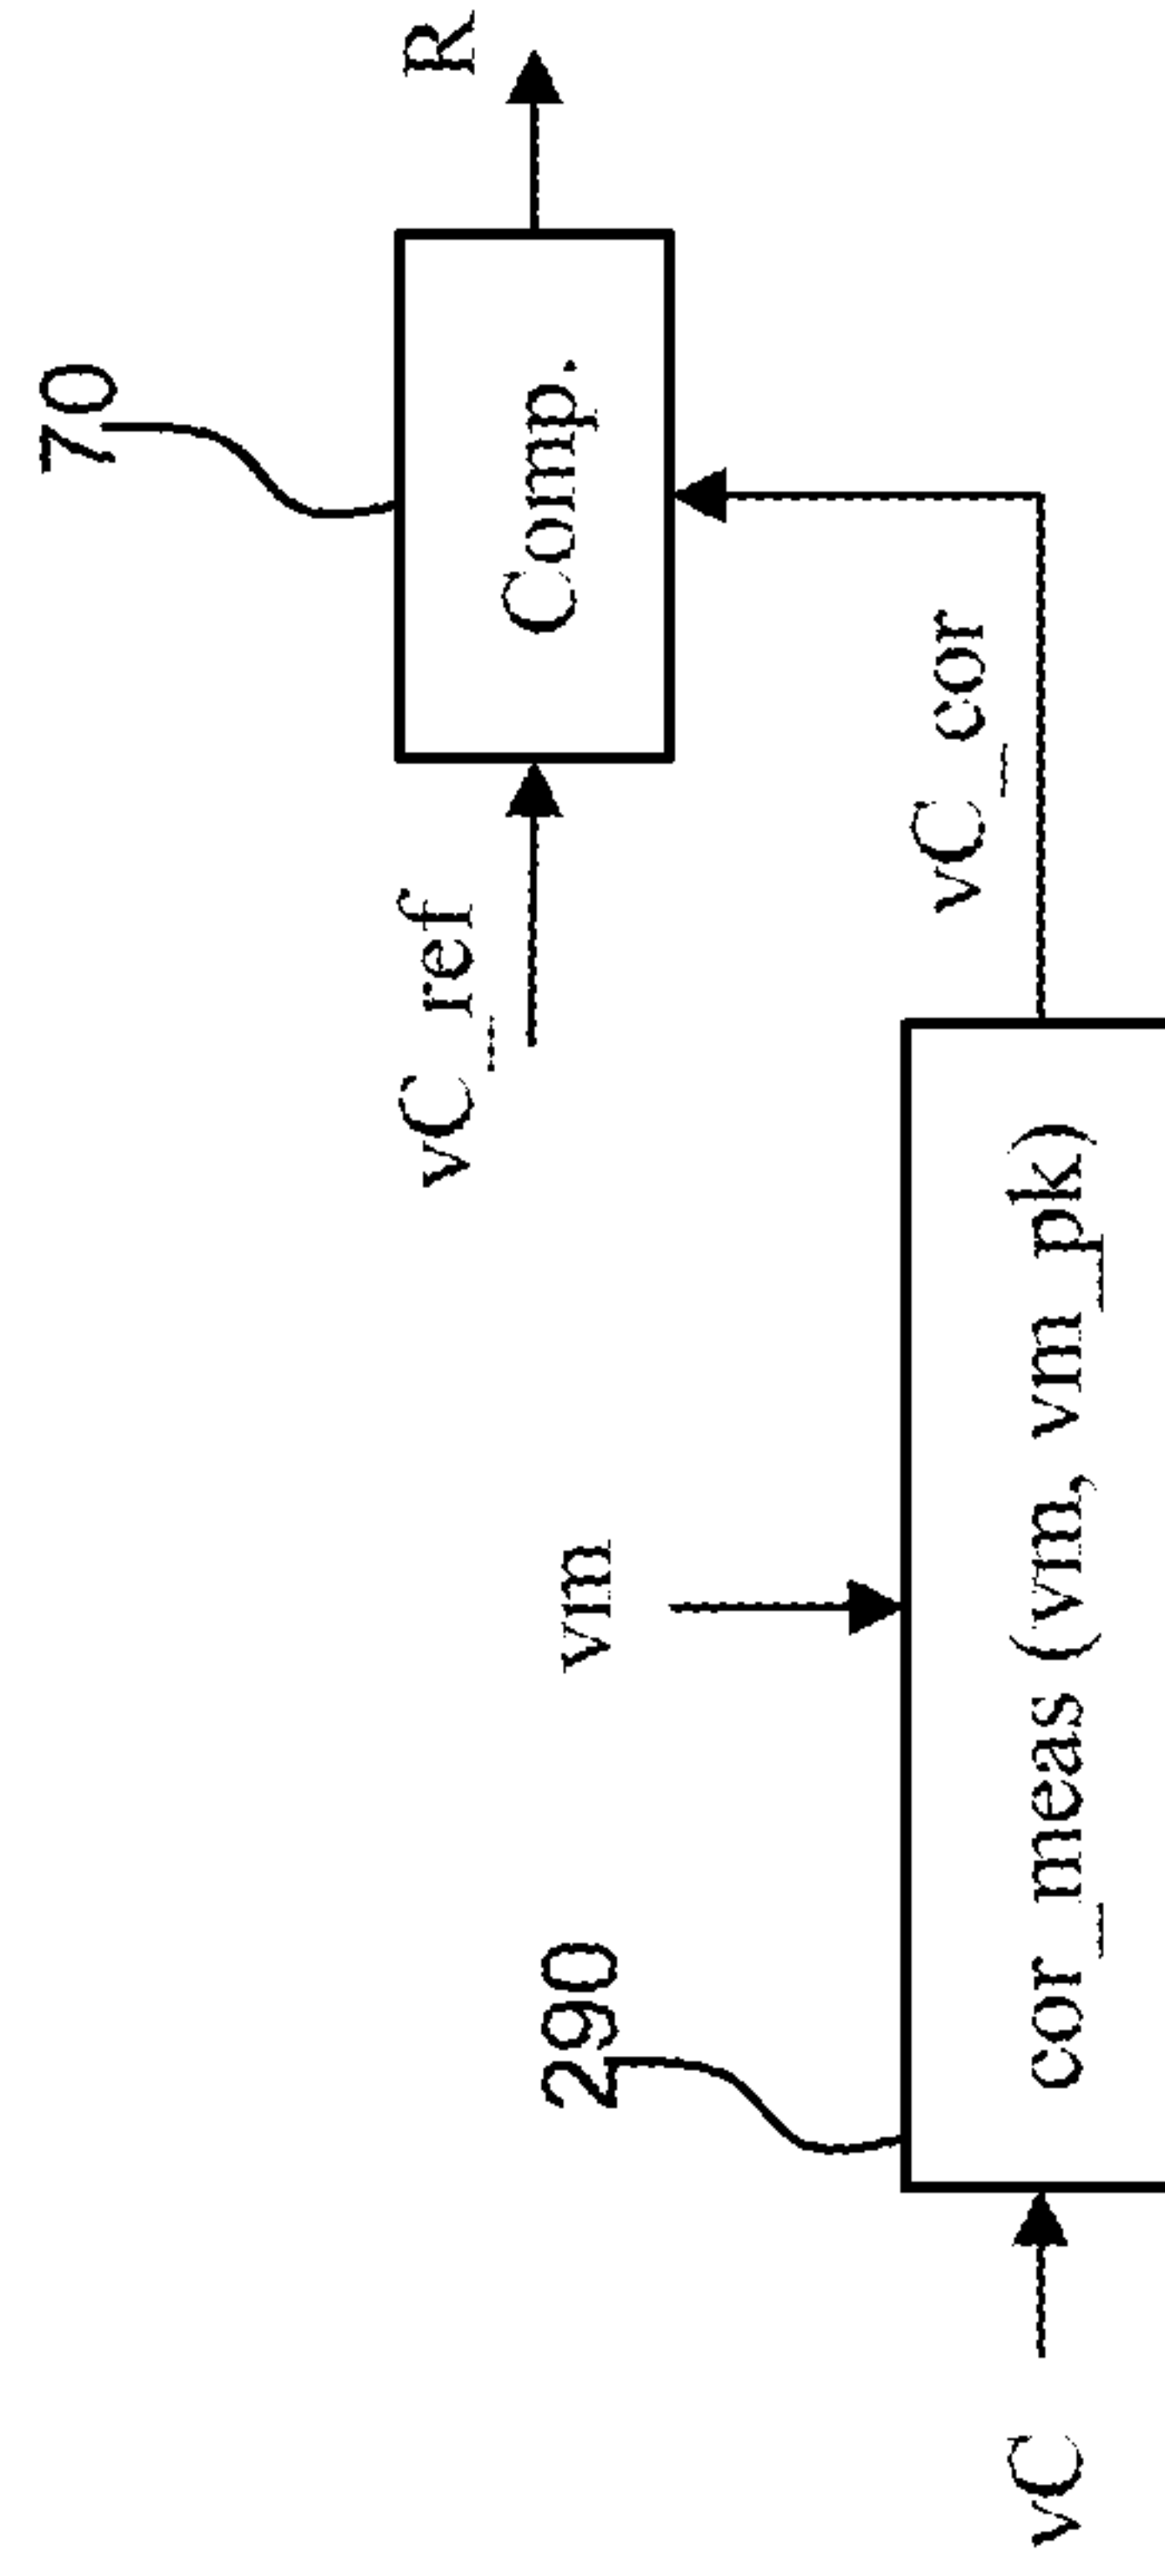 70
vC_ref
Comp.
R
290
vm
vC_cor
vC
cor_meas (vm, vm_pk)